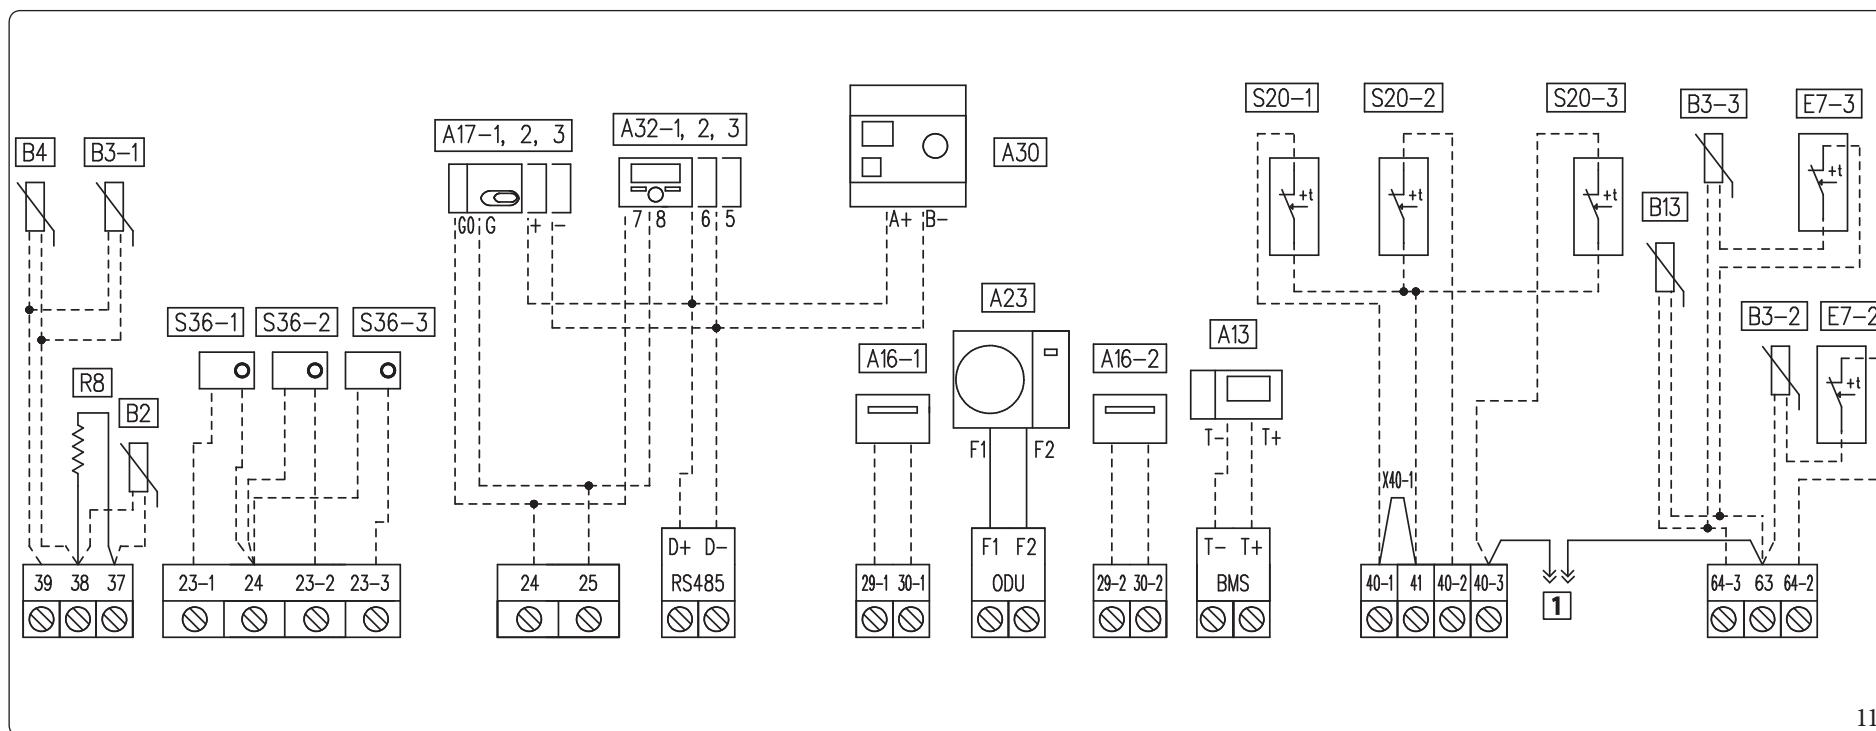 S20-1 S20-2 S20-3 B3-3 E7-3
A17-1, 2, 3 A32-1, 2, 3
B4 B3-1 A30
+t
+t +t +t
B13
7 8 6 5 A+ B-
G0 G + -
A23
S36-1 S36-2 S36-3 B3-2 E7-2
A13
A16-1 A16-2
R8
B2
+t
T- T+
F1 F2
X40-1
D+ D- F1 F2 T- T+
39 38 37 23-1 24 23-2 23-3 24 25 RS485 29-1 30-1 ODU 29-2 30-2 BMS 40-1 41 40-2 40-3 64-3 63 64-2
1
11